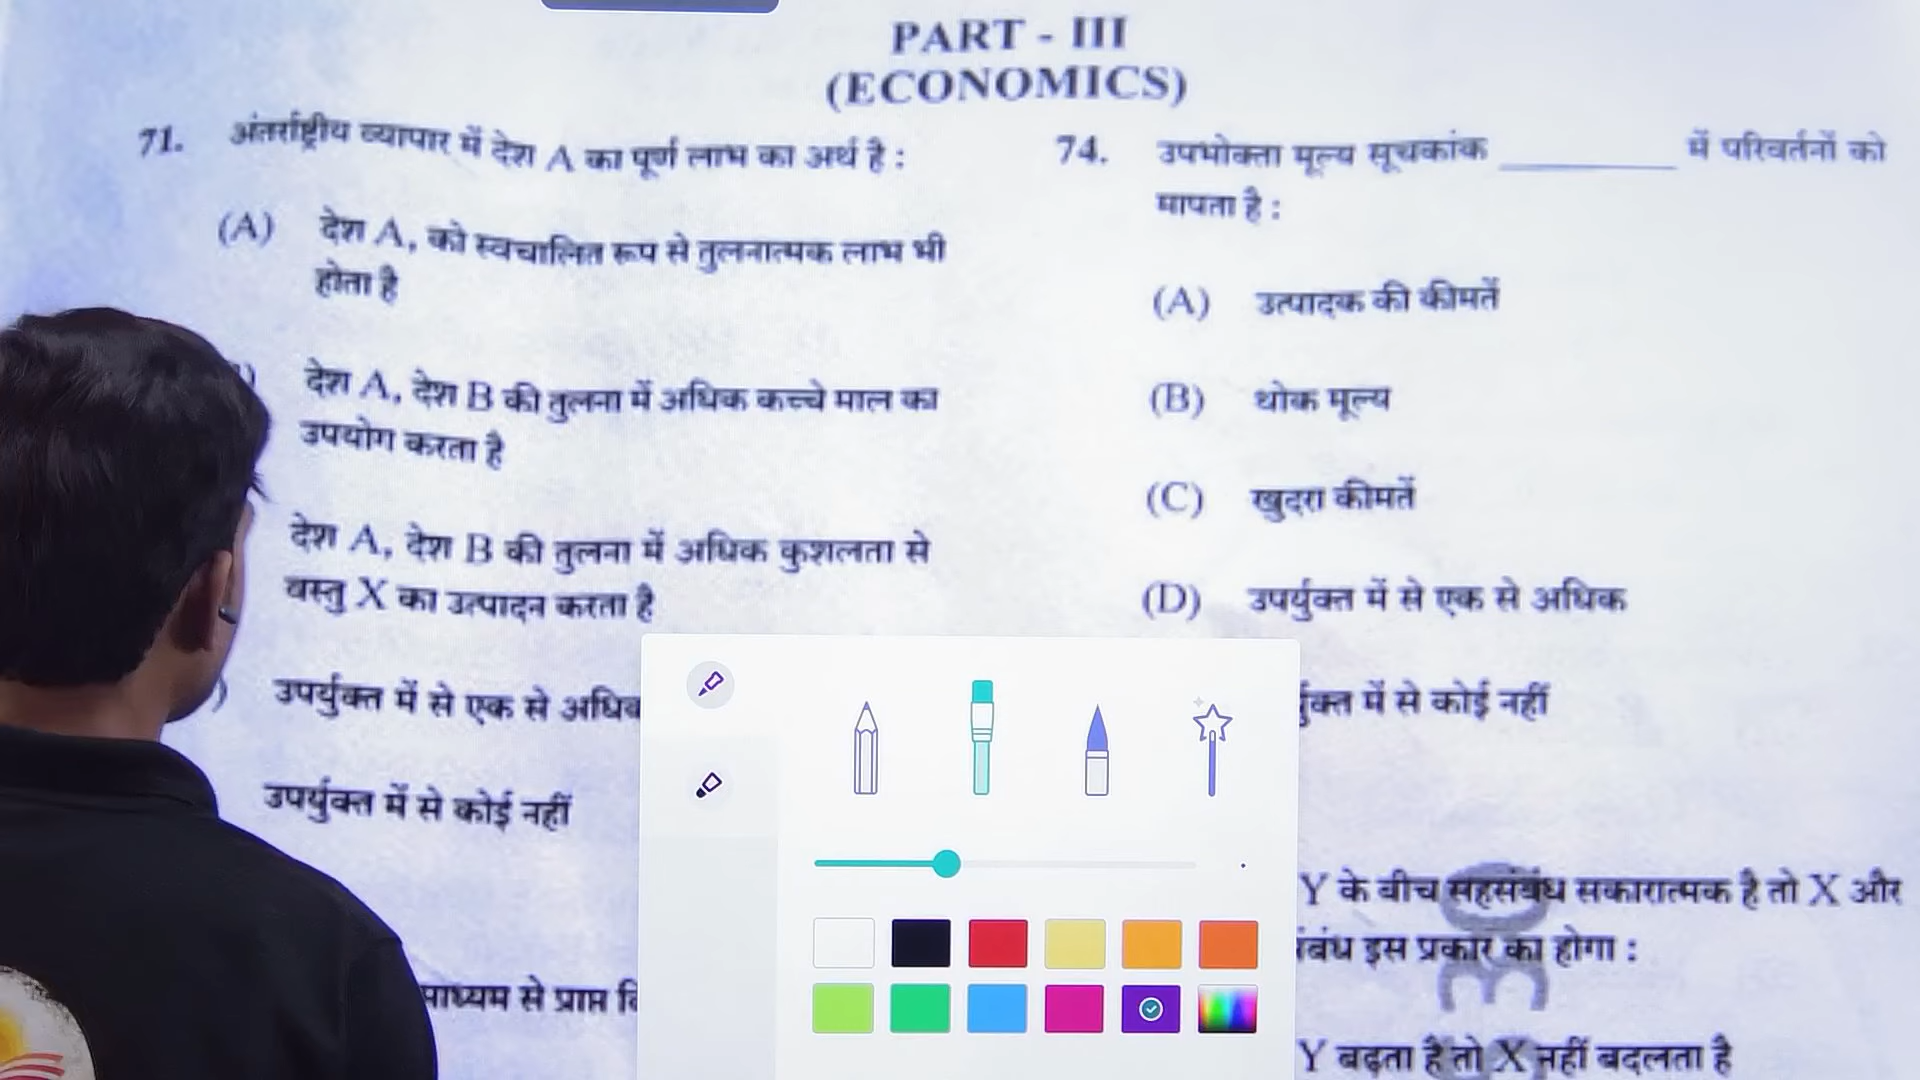 PART - III
(ECONOMICS)
71. अंतर्राष्ट्रीय व्यापार में देश A का पूर्ण लाभ का अर्थ है :
(A) देश A, को स्वचालित रूप से तुलनात्मक लाभ भी
होता है
देश A, देश B की तुलना में अधिक कच्चे माल का
उपयोग करता है
देश A, देश B की तुलना में अधिक कुशलता से
वस्तु X का उत्पादन करता है
उपर्युक्त में से एक से
उपर्युक्त में से कोई नहीं
माध्यम से प्राप्त
74. उपभोक्ता मूल्य सूचकांक ________ में परिवर्तनों को
मापता है :
(A) उत्पादक की कीमतें
(B) थोक मूल्य
(C) खुदरा कीमतें
(D) उपर्युक्त में से एक से अधिक
में से कोई नहीं
Y के बीच सहसंबंध सकारात्मक है तो X और
इस प्रकार का होगा :
Y बढ़ता है तो X नहीं बदलता है